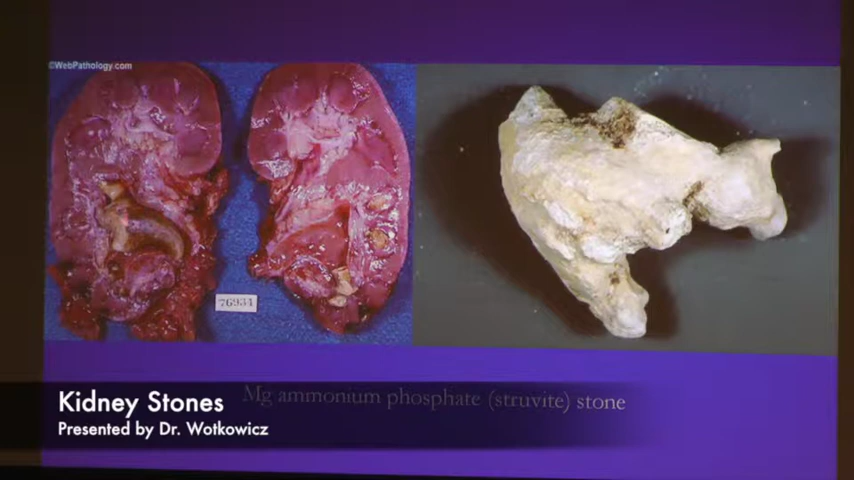 ©WebPathology.com
76934
Mg ammonium phosphate (struvite) stone
Kidney Stones
Presented by Dr. Wotkowicz